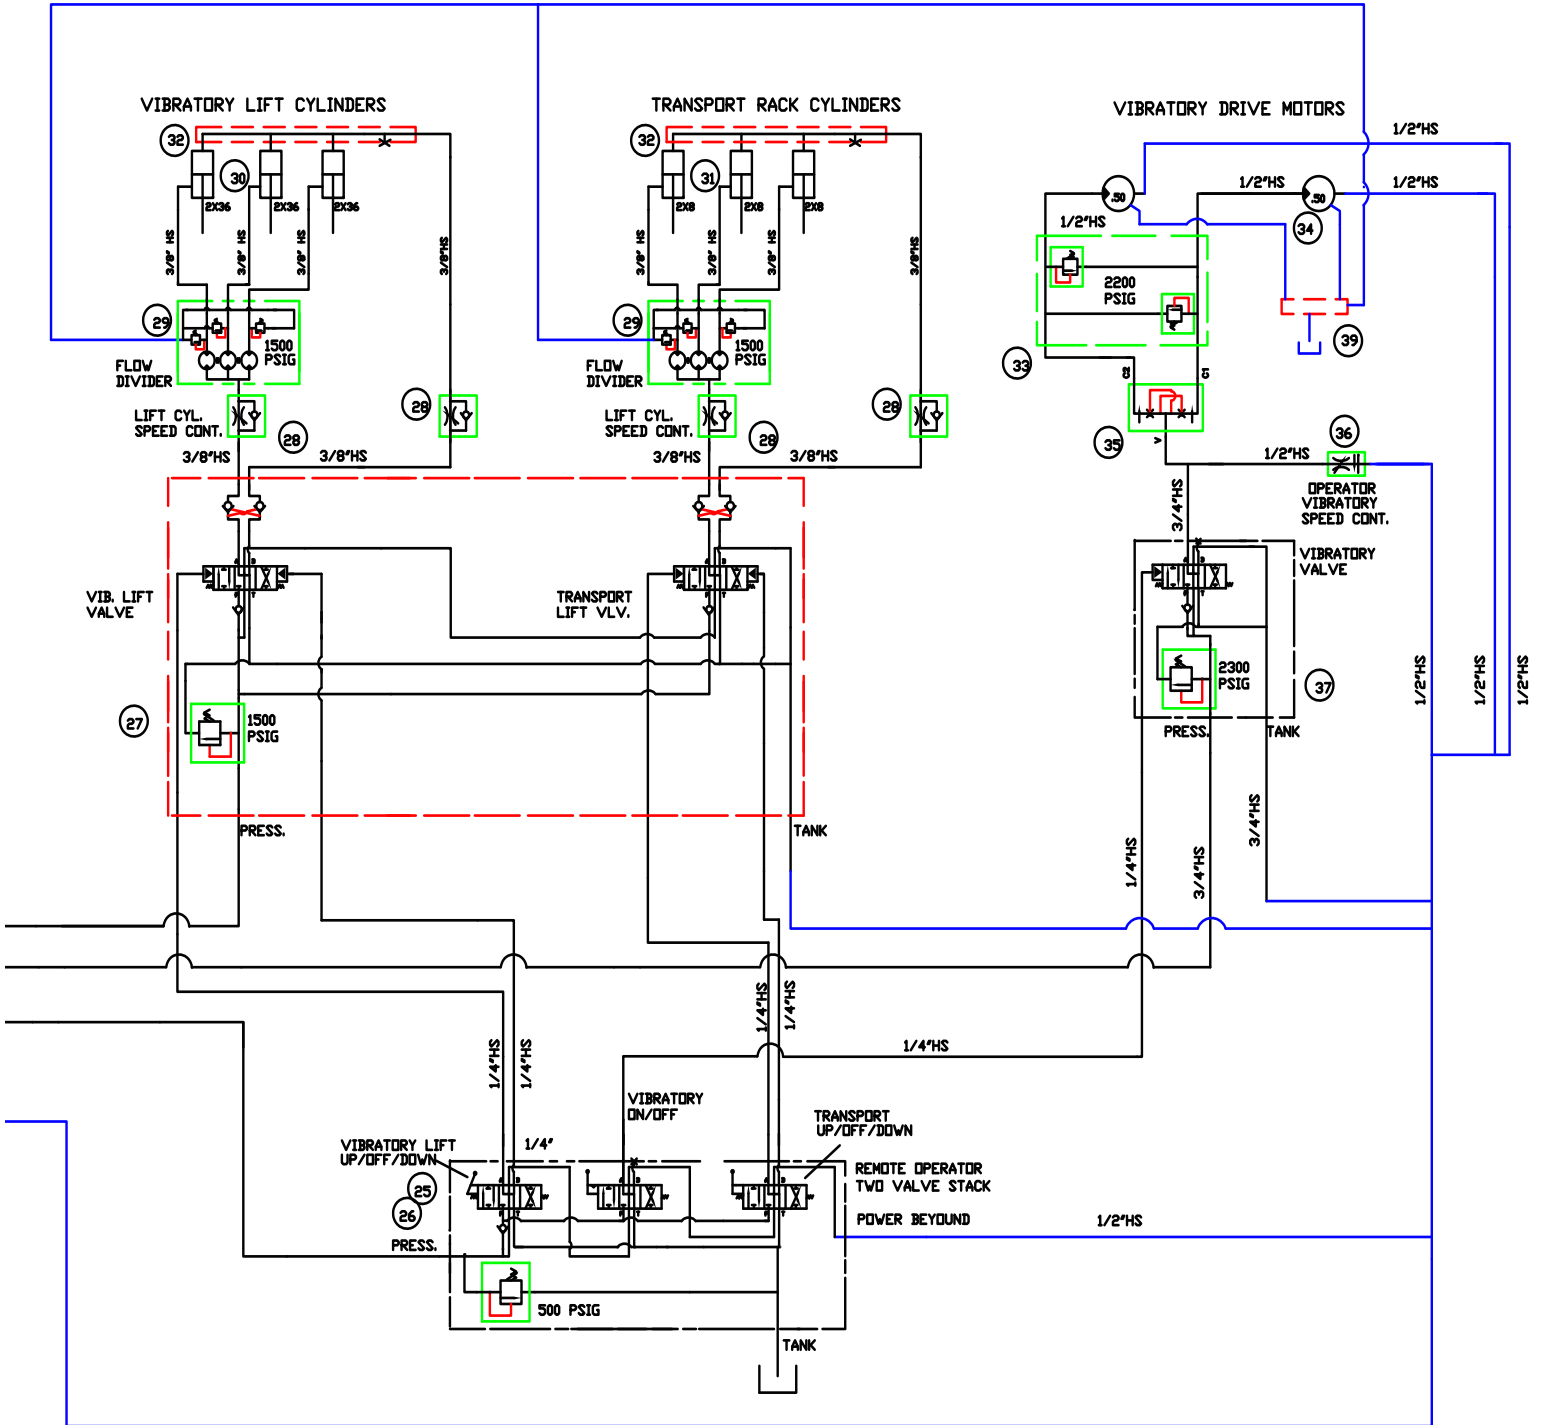 VIBRATORY LIFT CYLINDERS
TRANSPORT RACK CYLINDERS
VIBRATORY DRIVE MOTORS
1/2"HS
32
32
30
31
1/2"HS
1/2"HS
.50
.50
2X36
2X36
2X36
2X8
2X8
2X8
1/2"HS
34
3/8" HS
3/8" HS
3/8" HS
3/8"HS
3/8" HS
3/8" HS
3/8" HS
3/8"HS
2200
PSIG
29
29
39
1500
PSIG
1500
PSIG
33
FLOW
DIVIDER
FLOW
DIVIDER
C2
C1
28
28
LIFT CYL.
SPEED CONT.
LIFT CYL.
SPEED CONT.
28
28
35
V
36
3/8"HS
3/8"HS
3/8"HS
3/8"HS
1/2"HS
OPERATOR
VIBRATORY
SPEED CONT.
3/4"HS
A B
A B
A B
VIBRATORY
VALVE
P T
P T
P T
VIB. LIFT
VALVE
TRANSPORT
LIFT VLV.
2300
PSIG
37
1/2"HS
1/2"HS
1/2"HS
27
1500
PSIG
PRESS.
TANK
PRESS.
TANK
3/4"HS
1/4"HS
3/4"HS
1/4"HS
1/4"HS
1/4"HS
1/4"HS
1/4"HS
VIBRATORY
ON/OFF
TRANSPORT
UP/OFF/DOWN
VIBRATORY LIFT
UP/OFF/DOWN
1/4"
REMOTE OPERATOR
TWO VALVE STACK
25
26
A B
A B
A B
P T
P T
P T
POWER BEYOUND
1/2"HS
PRESS.
500 PSIG
TANK